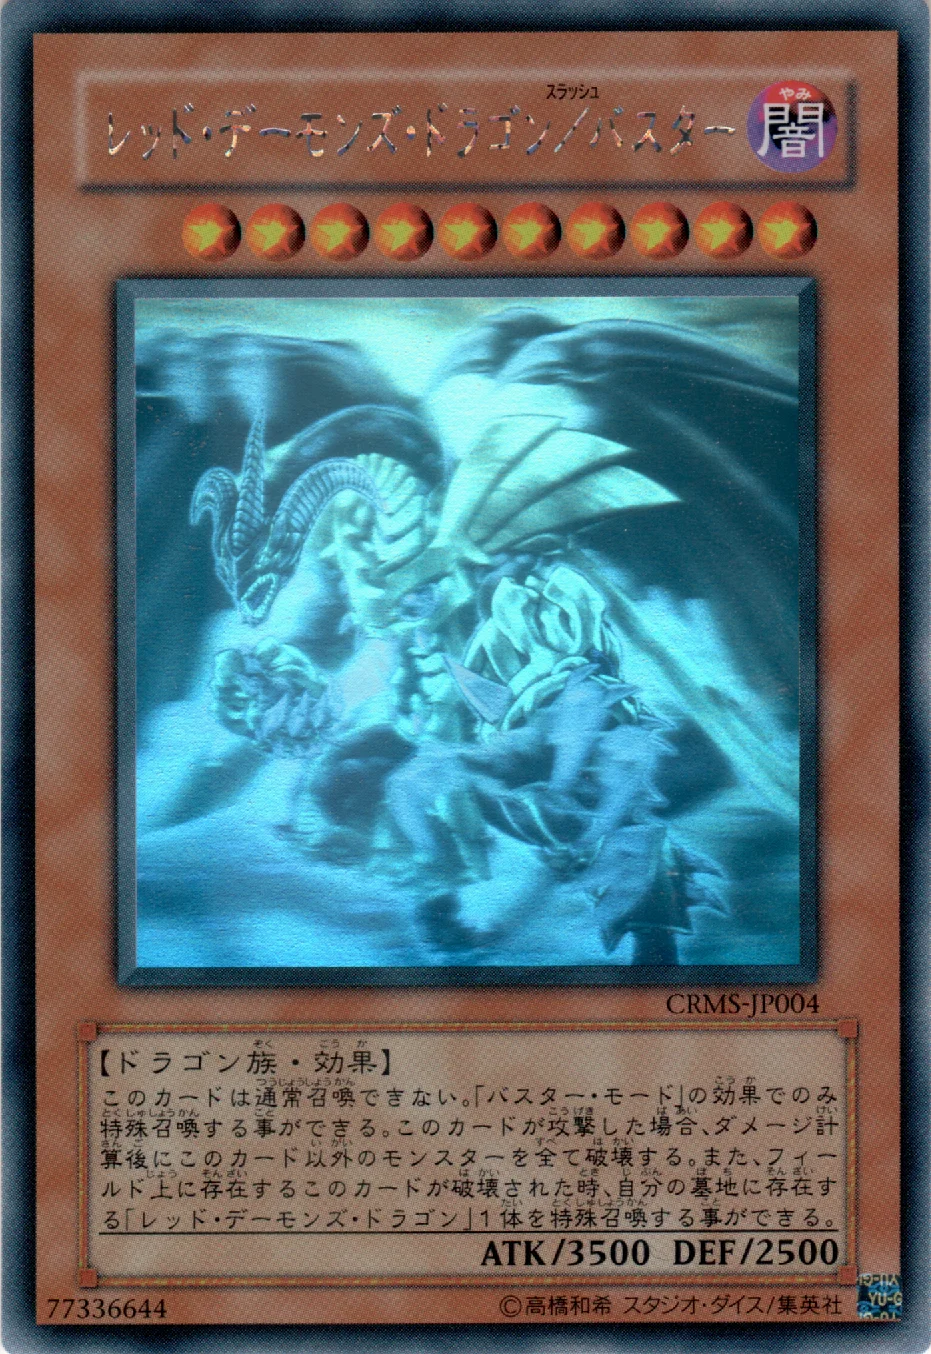 スラッシュ
レッド・デーモンズ・ドラゴン／バスター
やみ
闇
CRMS-JP004
【ドラゴン族・効果】
このカードは通常召喚できない。「バスター・モード」の効果でのみ
特殊召喚する事ができる。このカードが攻撃した場合、ダメージ計
算後にこのカード以外のモンスターを全て破壊する。また、フィー
ルド上に存在するこのカードが破壊された時、自分の墓地に存在す
る「レッド・デーモンズ・ドラゴン」1体を特殊召喚する事ができる。
ATK/3500 DEF/2500
77336644
©高橋和希 スタジオ・ダイス/集英社
YU-G